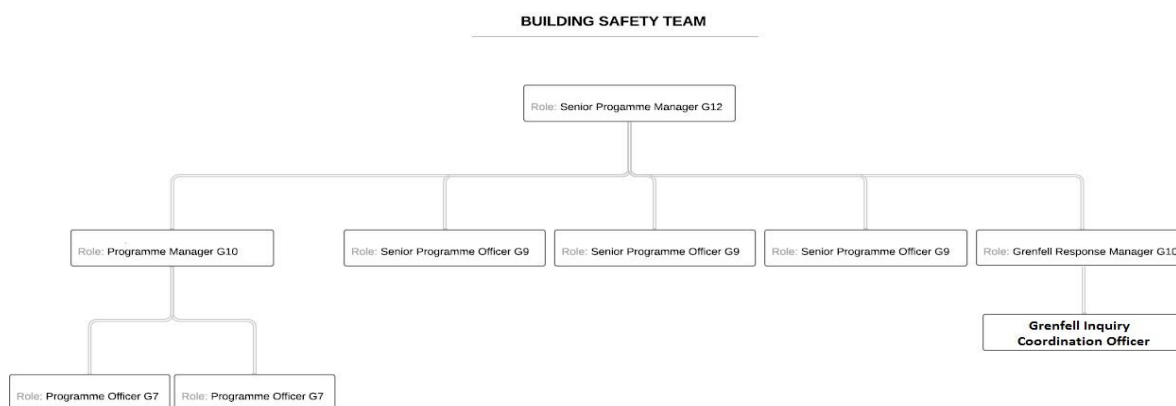 BUILDING SAFETY TEAM
Role: Senior Progamme Manager G12
Role: Programme Manager G10
Role: Senior Programme Officer G9
Role: Senior Programme Officer G9
Role: Senior Programme Officer G9
Role: Grenfell Response Manager G10
Grenfell Inquiry
Coordination Officer
Role: Programme Officer G7
Role: Programme Officer G7